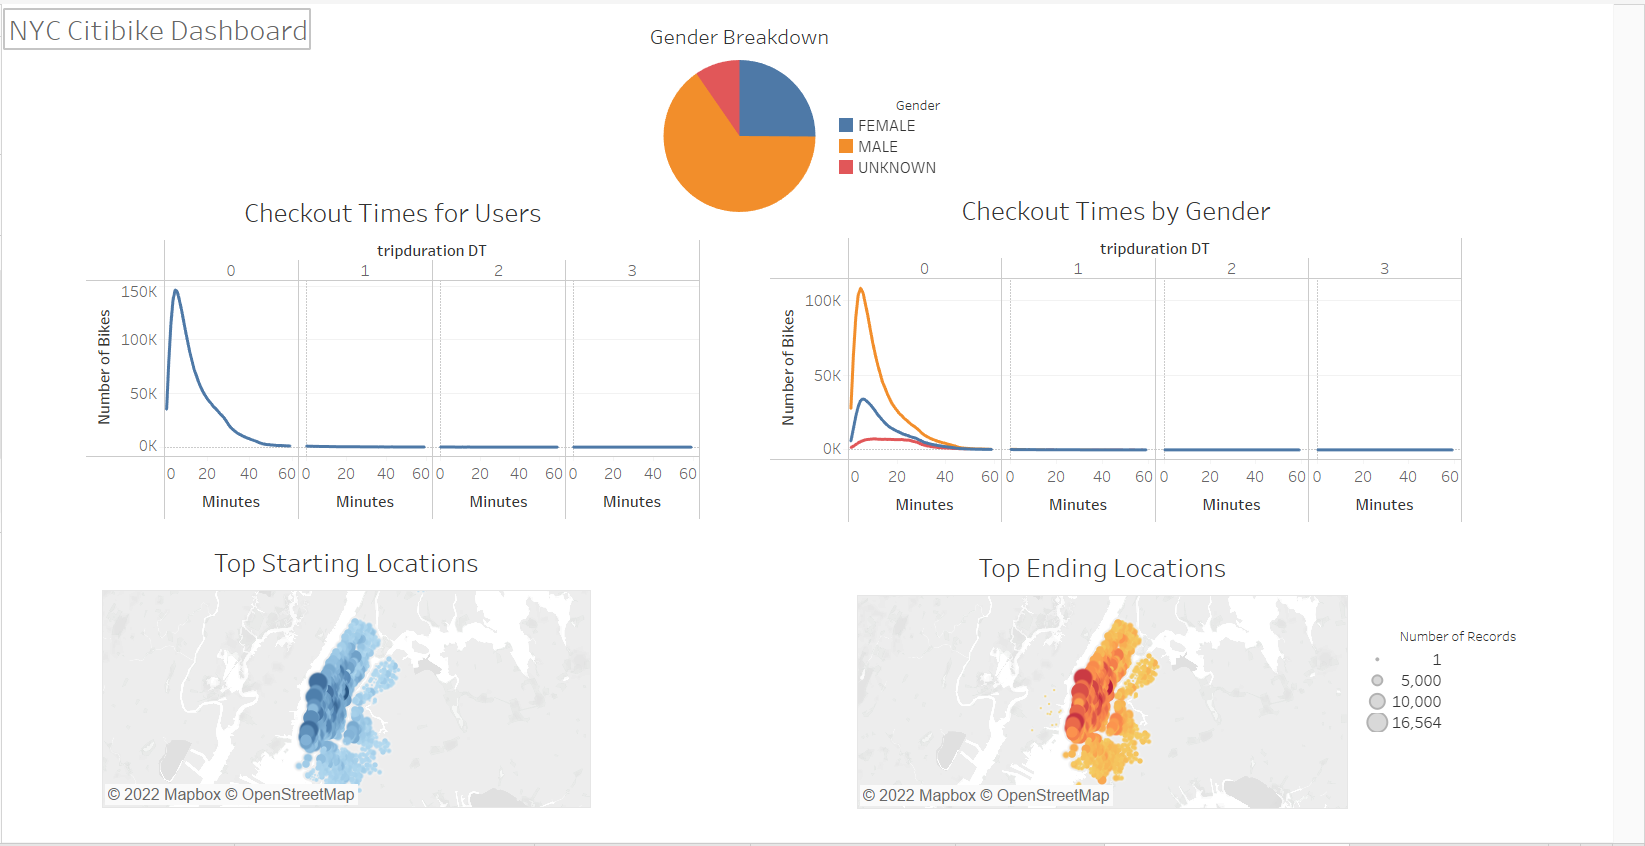 NYC Citibike Dashboard
Gender Breakdown
Gender
FEMALE
MALE
UNKNOWN
Checkout Times for Users
tripduration DT
0 1 2 3
Number of Bikes
150K
100K
50K
0K
0 20 40 60 0 20 40 60 0 20 40 60 0 20 40 60
Minutes Minutes Minutes Minutes
Checkout Times by Gender
tripduration DT
0 1 2 3
Number of Bikes
100K
50K
0K
0 20 40 60 0 20 40 60 0 20 40 60 0 20 40 60
Minutes Minutes Minutes Minutes
Top Starting Locations
© 2022 Mapbox © OpenStreetMap
Top Ending Locations
© 2022 Mapbox © OpenStreetMap
Number of Records
1
5,000
10,000
16,564